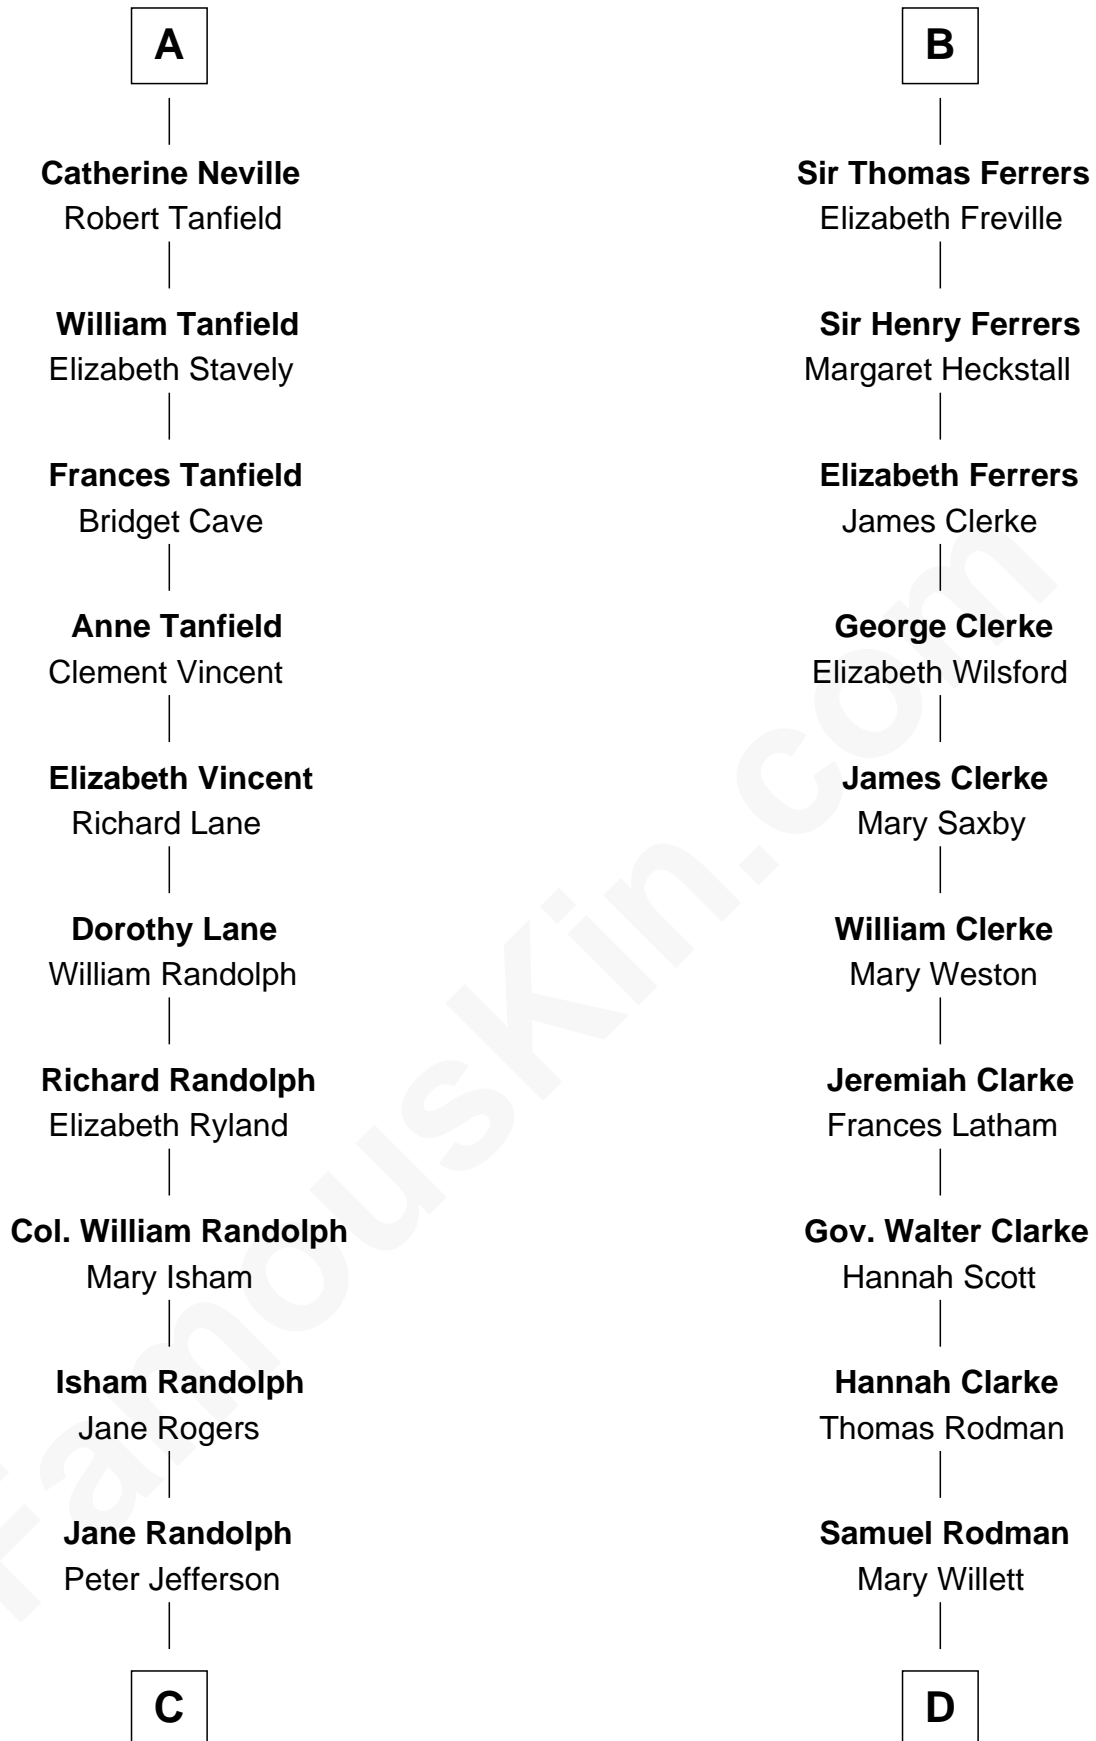 A
Catherine Neville
Robert Tanfield
William Tanfield
Elizabeth Stavely
Frances Tanfield
Bridget Cave
Anne Tanfield
Clement Vincent
Elizabeth Vincent
Richard Lane
Dorothy Lane
William Randolph
Richard Randolph
Elizabeth Ryland
Col. William Randolph
Mary Isham
Isham Randolph
Jane Rogers
Jane Randolph
Peter Jefferson
C
B
Sir Thomas Ferrers
Elizabeth Freville
Sir Henry Ferrers
Margaret Heckstall
Elizabeth Ferrers
James Clerke
George Clerke
Elizabeth Wilsford
James Clerke
Mary Saxby
William Clerke
Mary Weston
Jeremiah Clarke
Frances Latham
Gov. Walter Clarke
Hannah Scott
Hannah Clarke
Thomas Rodman
Samuel Rodman
Mary Willett
D
FamousKin.com